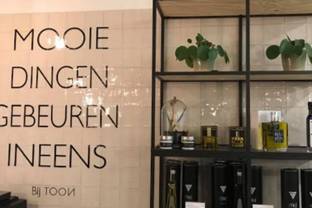 MOOIE
DINGEN
GEBEUREN
INEENS
Bij TOON